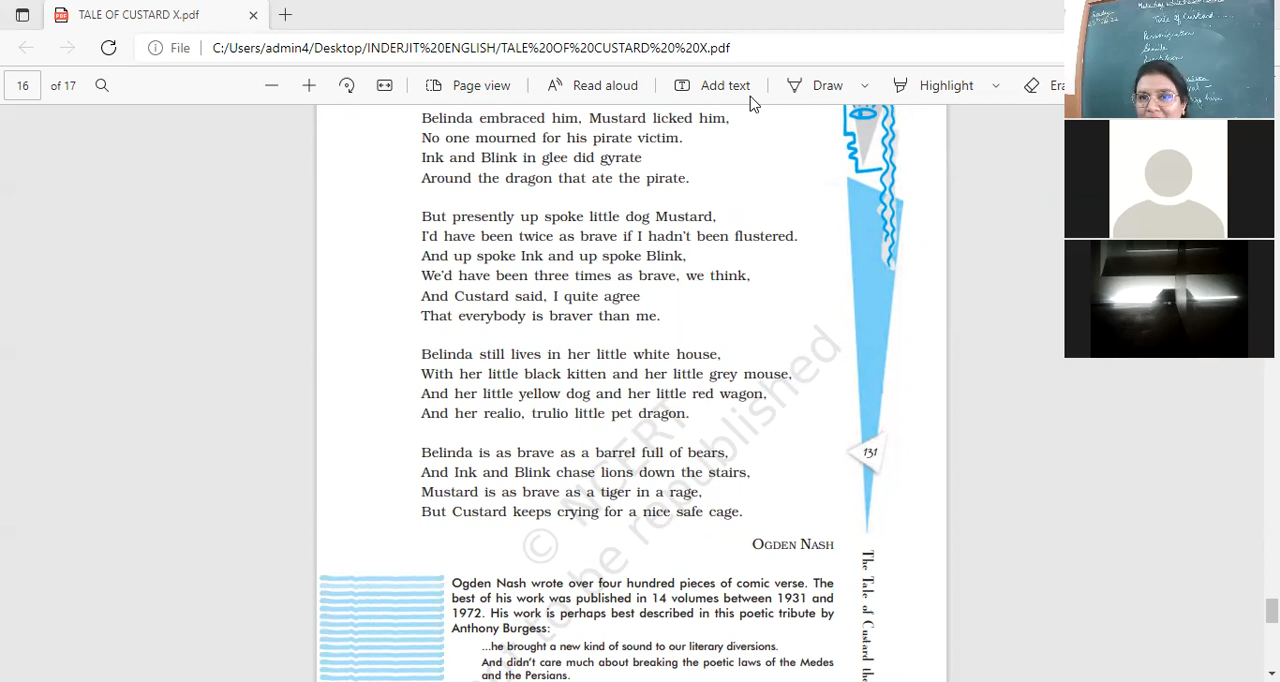 TALE OF CUSTARD X.pdf
File C:/Users/admin4/Desktop/INDERJIT%20ENGLISH/TALE%20OF%20CUSTARD%20%20X.pdf
16 of 17 Page view Read aloud Add text Draw Highlight Era
Belinda embraced him, Mustard licked him,
No one mourned for his pirate victim.
Ink and Blink in glee did gyrate
Around the dragon that ate the pirate.
But presently up spoke little dog Mustard,
I'd have been twice as brave if I hadn't been flustered.
And up spoke Ink and up spoke Blink,
We'd have been three times as brave, we think,
And Custard said, I quite agree
That everybody is braver than me.
Belinda still lives in her little white house,
With her little black kitten and her little grey mouse,
And her little yellow dog and her little red wagon,
And her realio, trulio little pet dragon.
Belinda is as brave as a barrel full of bears,
And Ink and Blink chase lions down the stairs,
Mustard is as brave as a tiger in a rage,
But Custard keeps crying for a nice safe cage.
OGDEN NASH
Ogden Nash wrote over four hundred pieces of comic verse. The
best of his work was published in 14 volumes between 1931 and
1972. His work is perhaps best described in this poetic tribute by
Anthony Burgess:
...he brought a new kind of sound to our literary diversions.
And didn't care much about breaking the poetic laws of the Medes
and the Persians.
131
The Tale of Custard the
© NCERT
to be republished
Tale of Custard
Personification
Simile